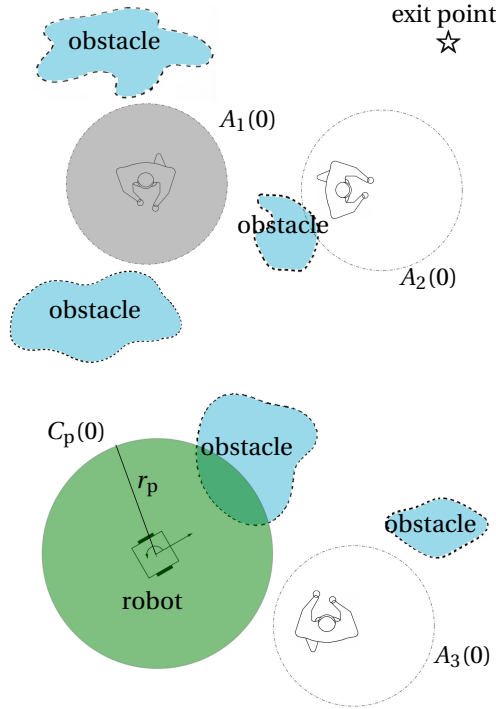 exit point
obstacle
A₁(0)
obstacle
A₂(0)
obstacle
Cₚ(0)
obstacle
rₚ
obstacle
robot
A₃(0)